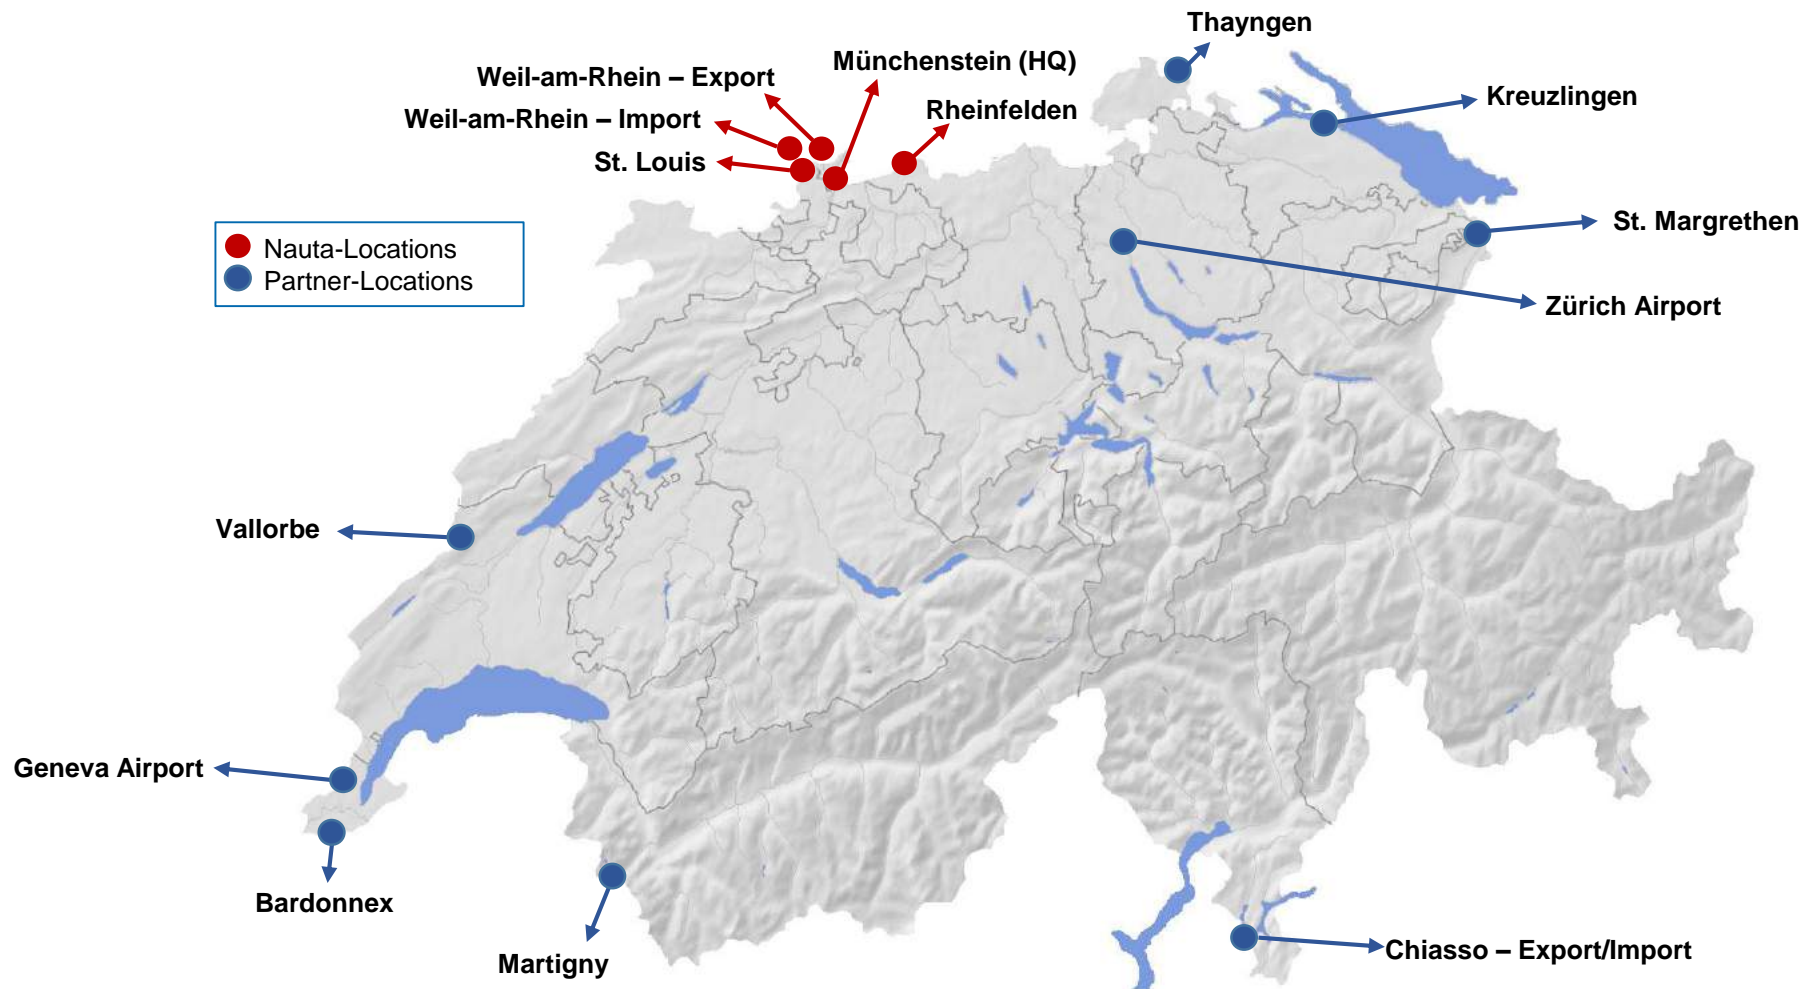 Thayngen
Münchenstein (HQ)
Weil-am-Rhein – Export
Kreuzlingen
Rheinfelden
Weil-am-Rhein – Import
St. Louis
St. Margrethen
Nauta-Locations
Partner-Locations
Zürich Airport
Vallorbe
Geneva Airport
Bardonnex
Martigny
Chiasso – Export/Import